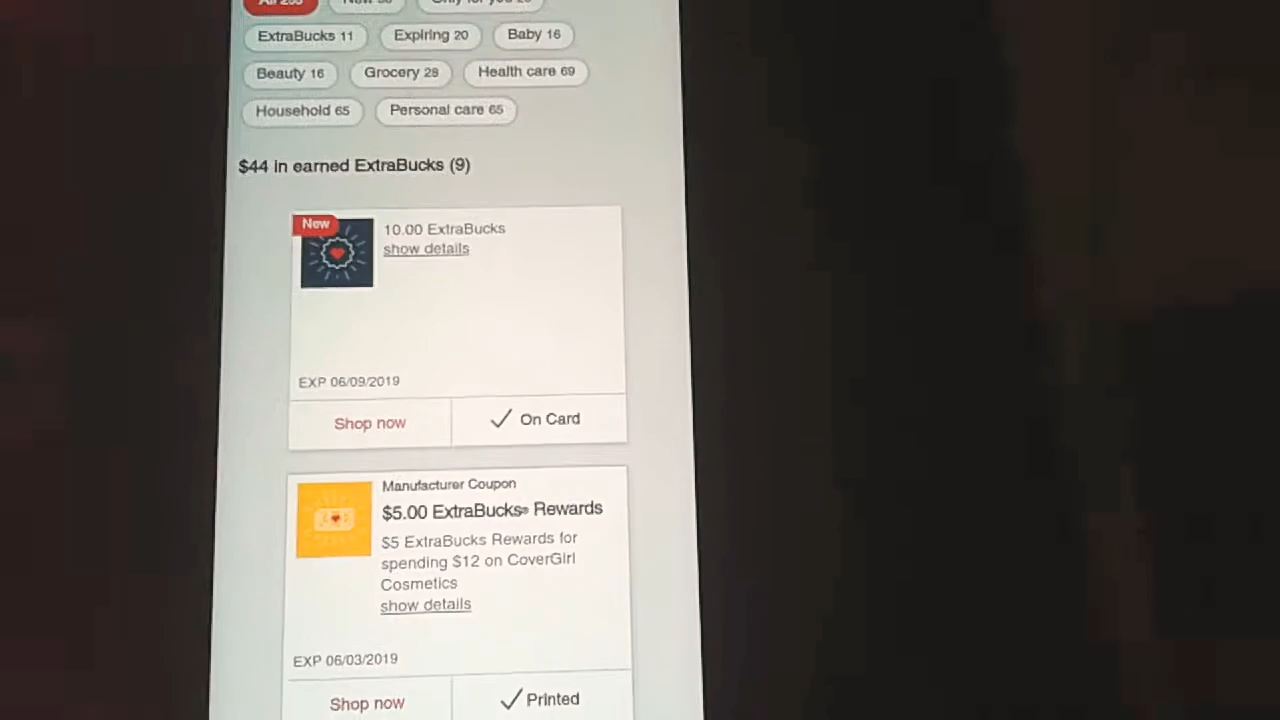 ExtraBucks 11 Expiring 20 Baby 16
Beauty 16 Grocery 28 Health care 69
Household 65 Personal care 65
$44 in earned ExtraBucks (9)
New
10.00 ExtraBucks
show details
EXP 06/09/2019
Shop now On Card
Manufacturer Coupon
$5.00 ExtraBucks® Rewards
$5 ExtraBucks Rewards for
spending $12 on CoverGirl
Cosmetics
show details
EXP 06/03/2019
Shop now Printed